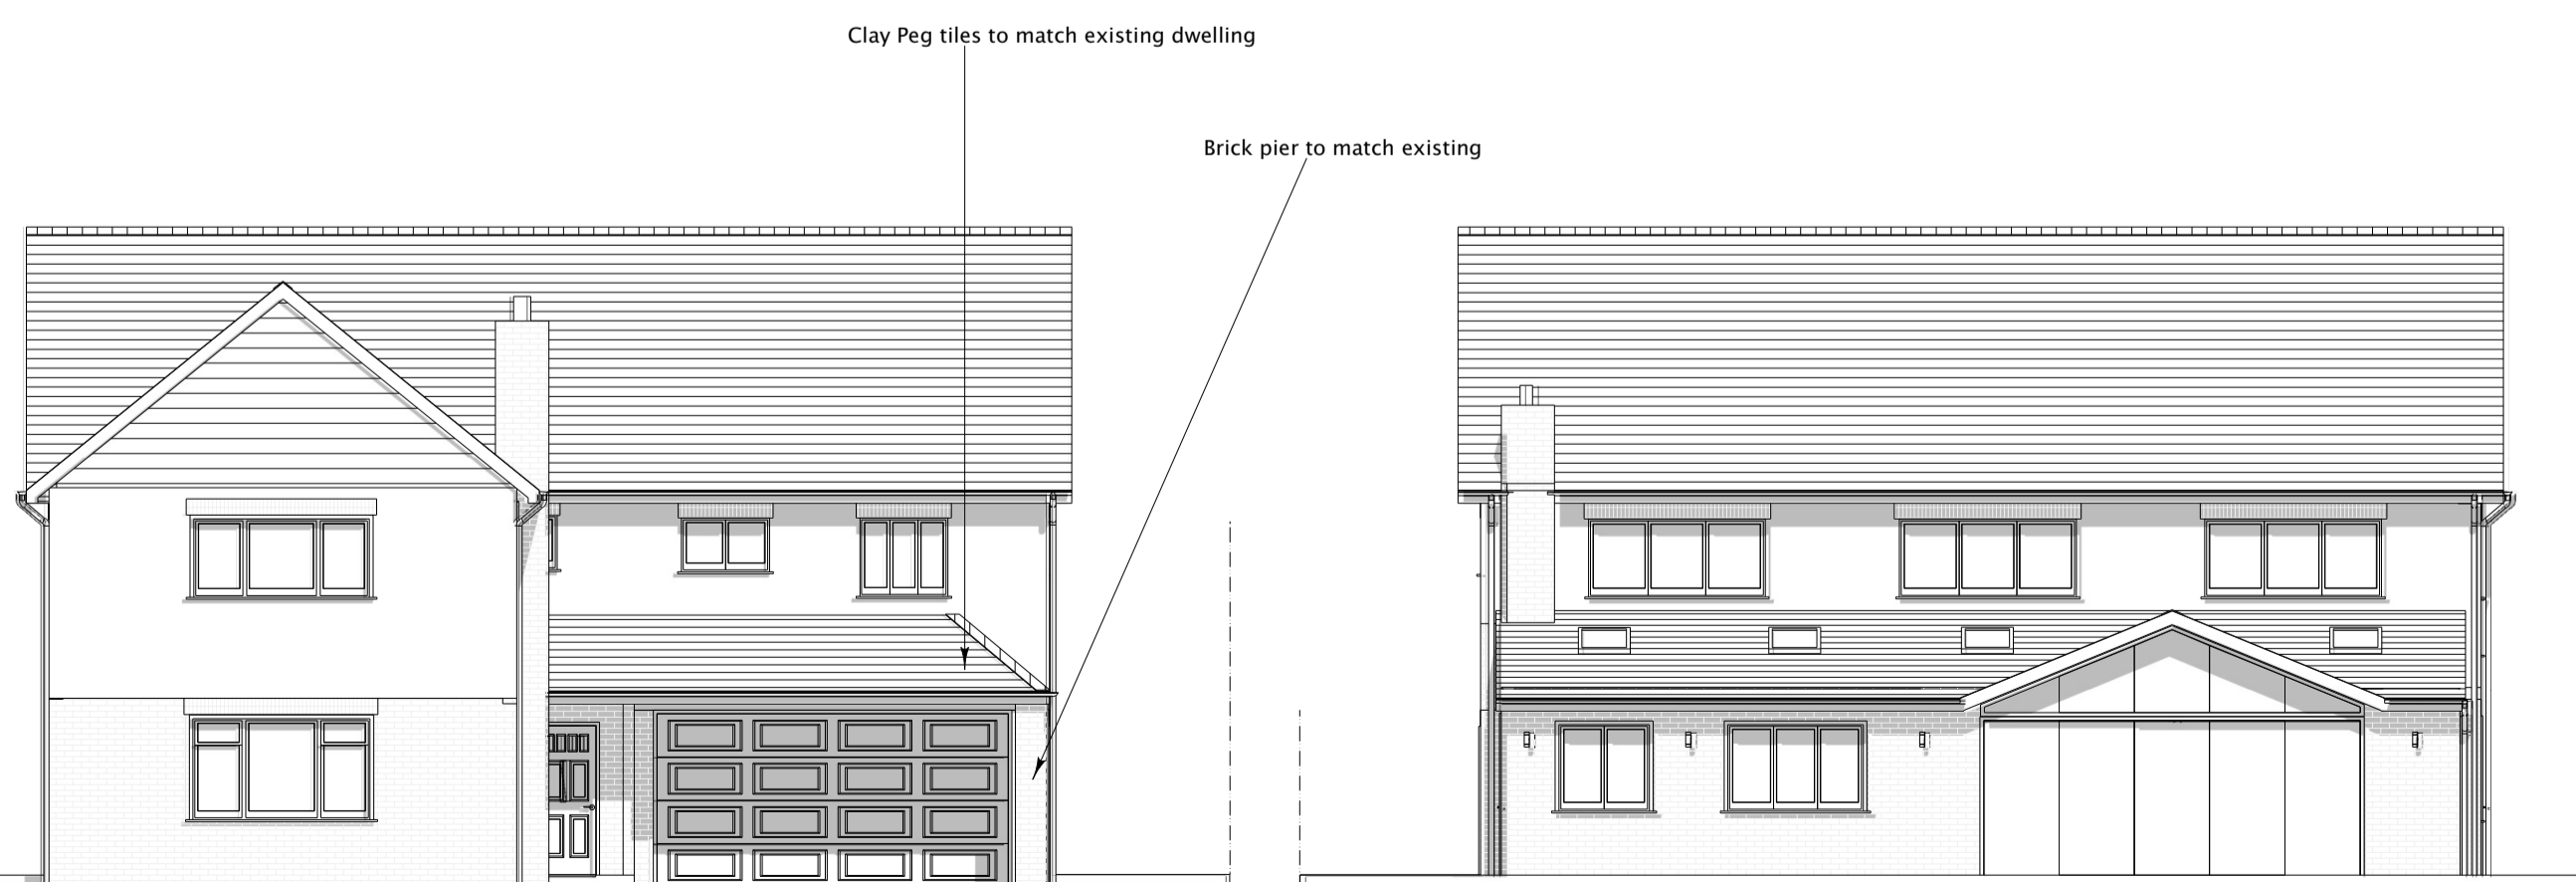 Clay Peg tiles to match existing dwelling
Brick pier to match existing